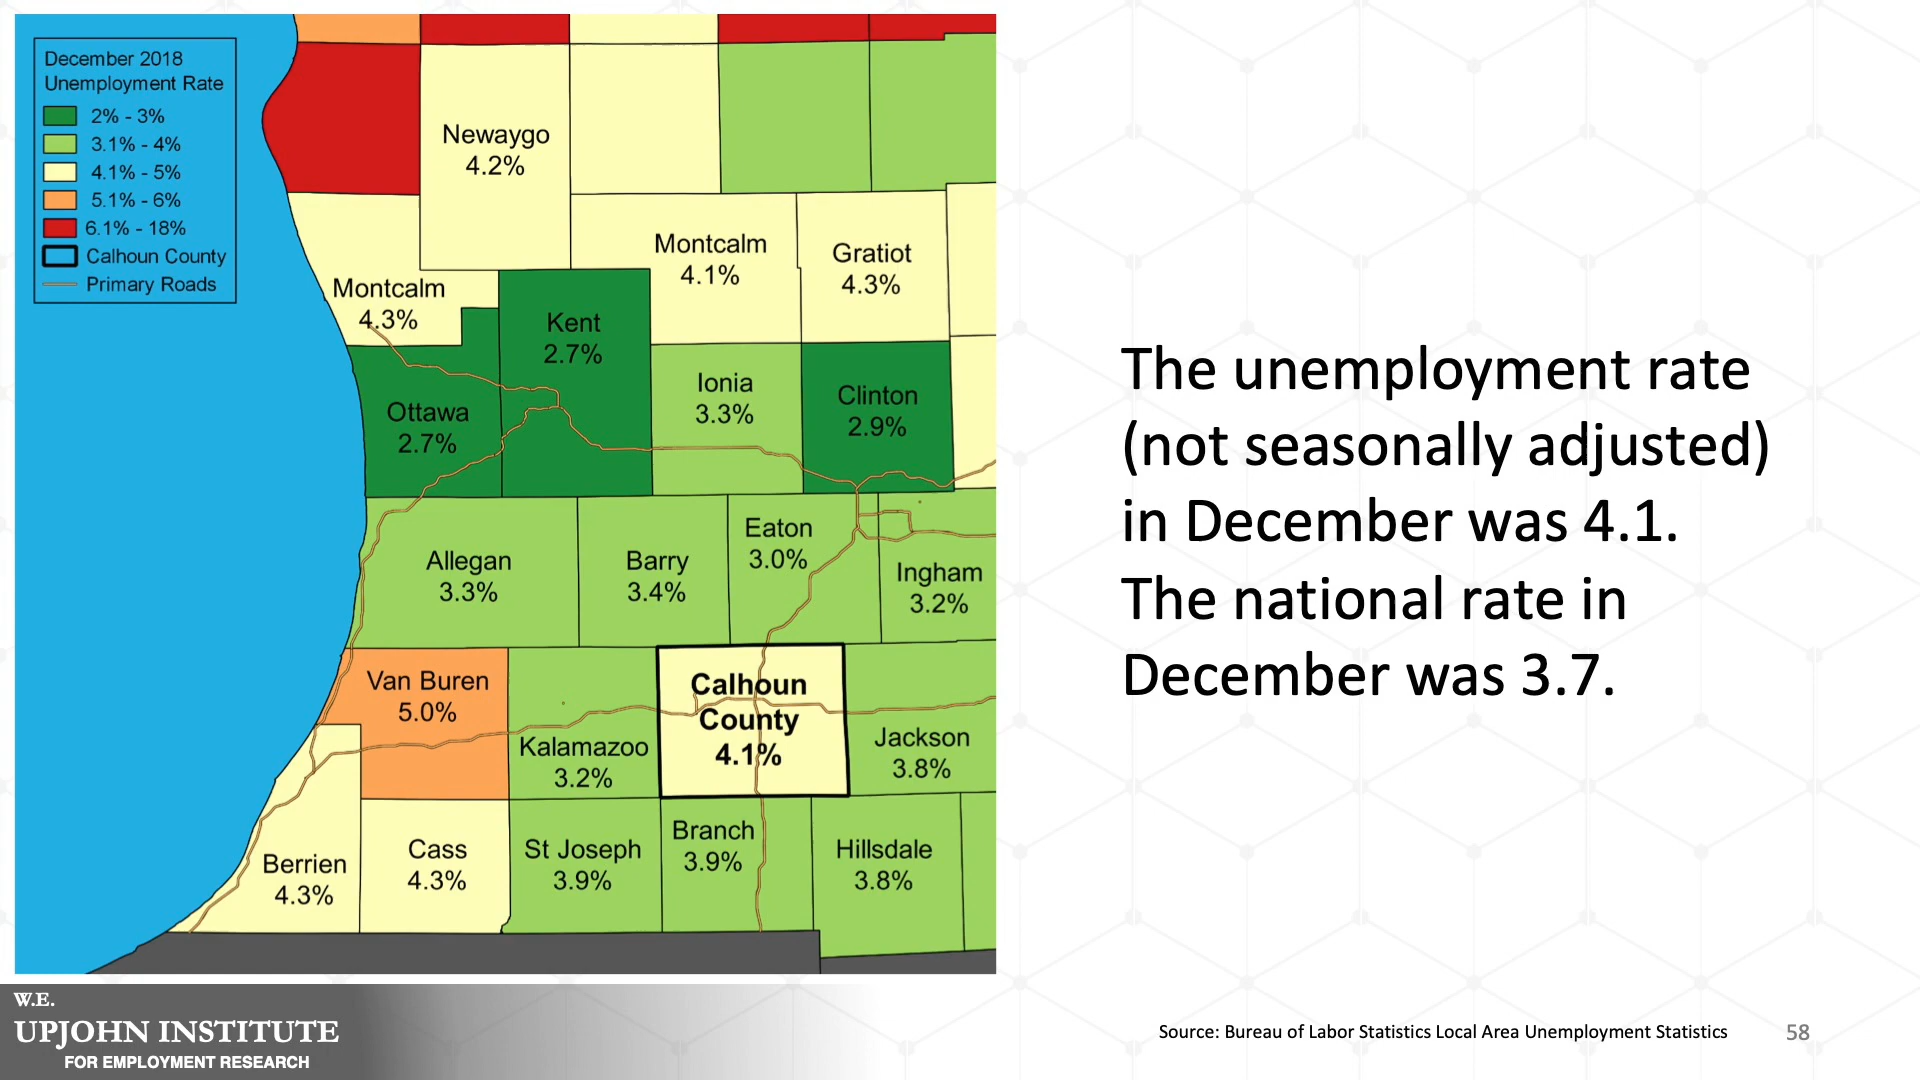 December 2018
Unemployment Rate
2% - 3%
3.1% - 4%
4.1% - 5%
5.1% - 6%
6.1% - 18%
Calhoun County
Primary Roads
Newaygo
4.2%
Montcalm
4.1%
Gratiot
4.3%
Montcalm
4.3%
Kent
2.7%
Ionia
3.3%
Clinton
2.9%
Ottawa
2.7%
Allegan
3.3%
Barry
3.4%
Eaton
3.0%
Ingham
3.2%
Van Buren
5.0%
Kalamazoo
3.2%
Calhoun
County
4.1%
Jackson
3.8%
Berrien
4.3%
Cass
4.3%
St Joseph
3.9%
Branch
3.9%
Hillsdale
3.8%
The unemployment rate
(not seasonally adjusted)
in December was 4.1.
The national rate in
December was 3.7.
W.E.
UPJOHN INSTITUTE
FOR EMPLOYMENT RESEARCH
Source: Bureau of Labor Statistics Local Area Unemployment Statistics
58